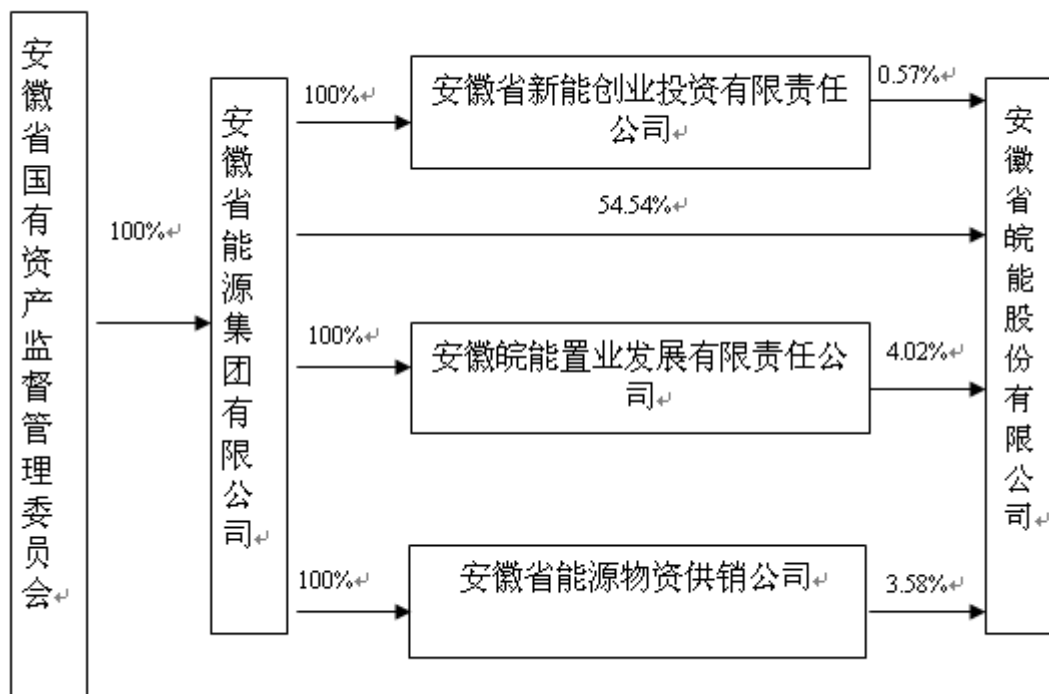 安徽省国有资产监督管理委员会
100%
安徽省能源集团有限公司
100%
安徽省新能创业投资有限责任
公司
0.57%
54.54%
100%
安徽皖能置业发展有限责任公
司
4.02%
100%
安徽省能源物资供销公司
3.58%
安徽省皖能股份有限公司